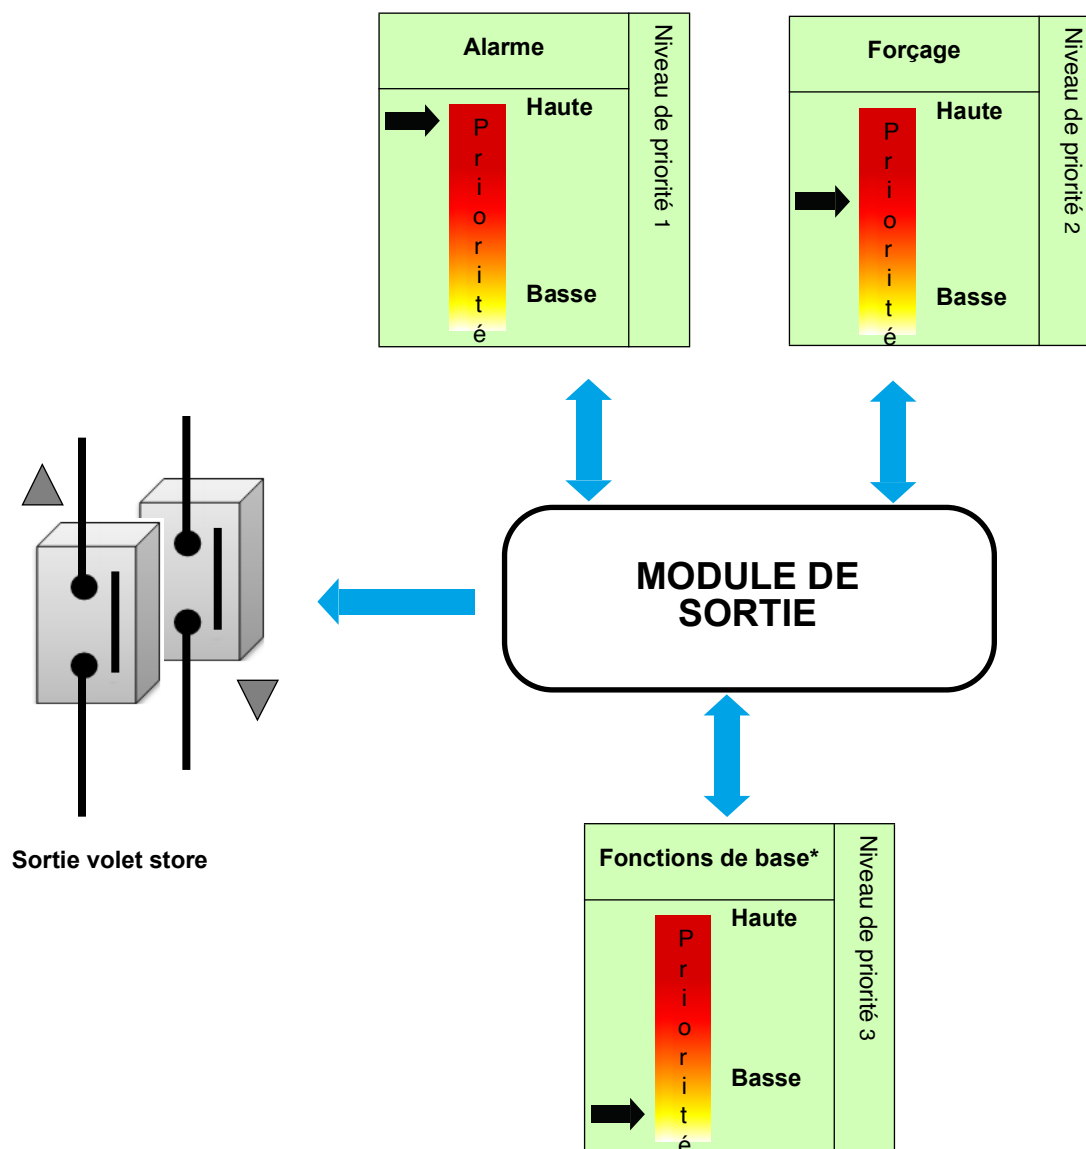 Alarme
Niveau de priorité 1
Haute
Priorité
Basse
Forçage
Niveau de priorité 2
Haute
Priorité
Basse
MODULE DE
SORTIE
Sortie volet store
Fonctions de base*
Niveau de priorité 3
Haute
Priorité
Basse